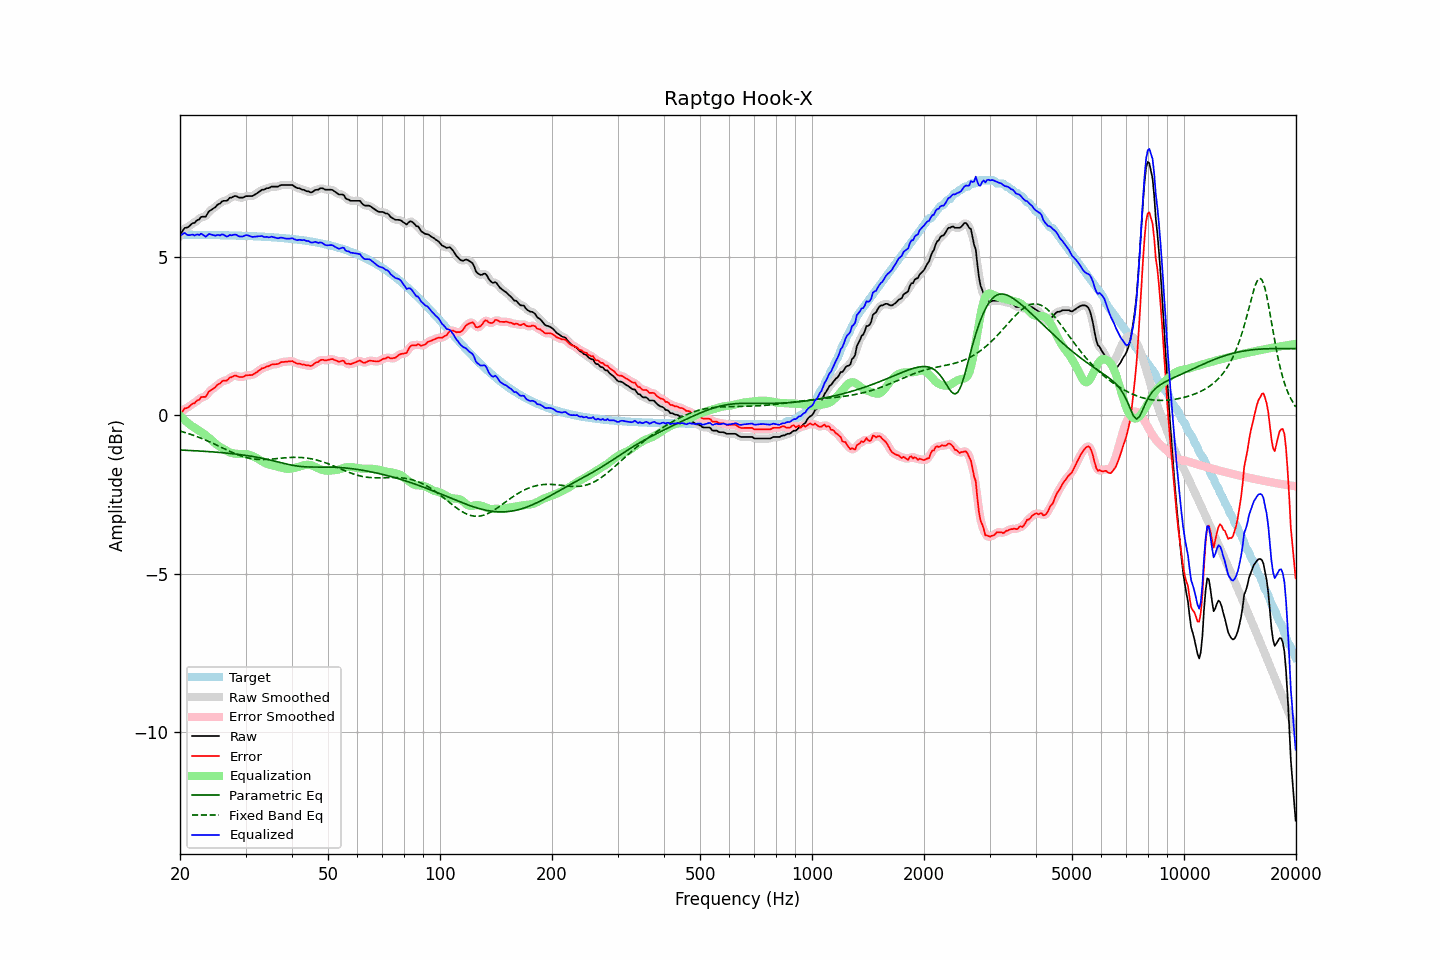 Raptgo Hook-X
Amplitude (dBr)
5
0
−5
−10
Target
Raw Smoothed
Error Smoothed
Raw
Error
Equalization
Parametric Eq
Fixed Band Eq
Equalized
20 50 100 200 500 1000 2000 5000 10000 20000
Frequency (Hz)